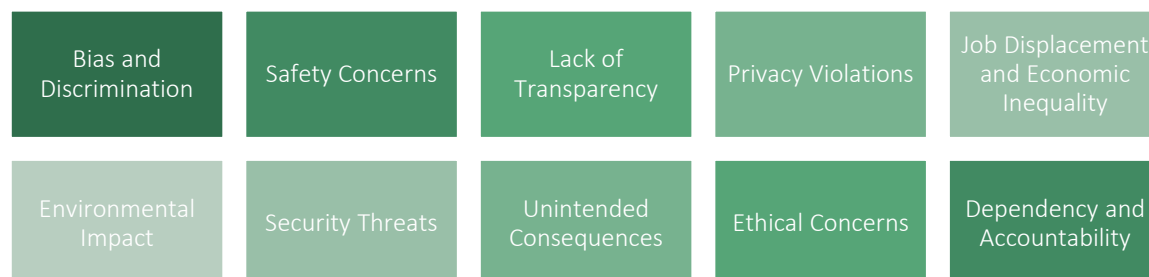 Bias and
Discrimination
Safety Concerns
Lack of
Transparency
Privacy Violations
Job Displacement
and Economic
Inequality
Environmental
Impact
Security Threats
Unintended
Consequences
Ethical Concerns
Dependency and
Accountability